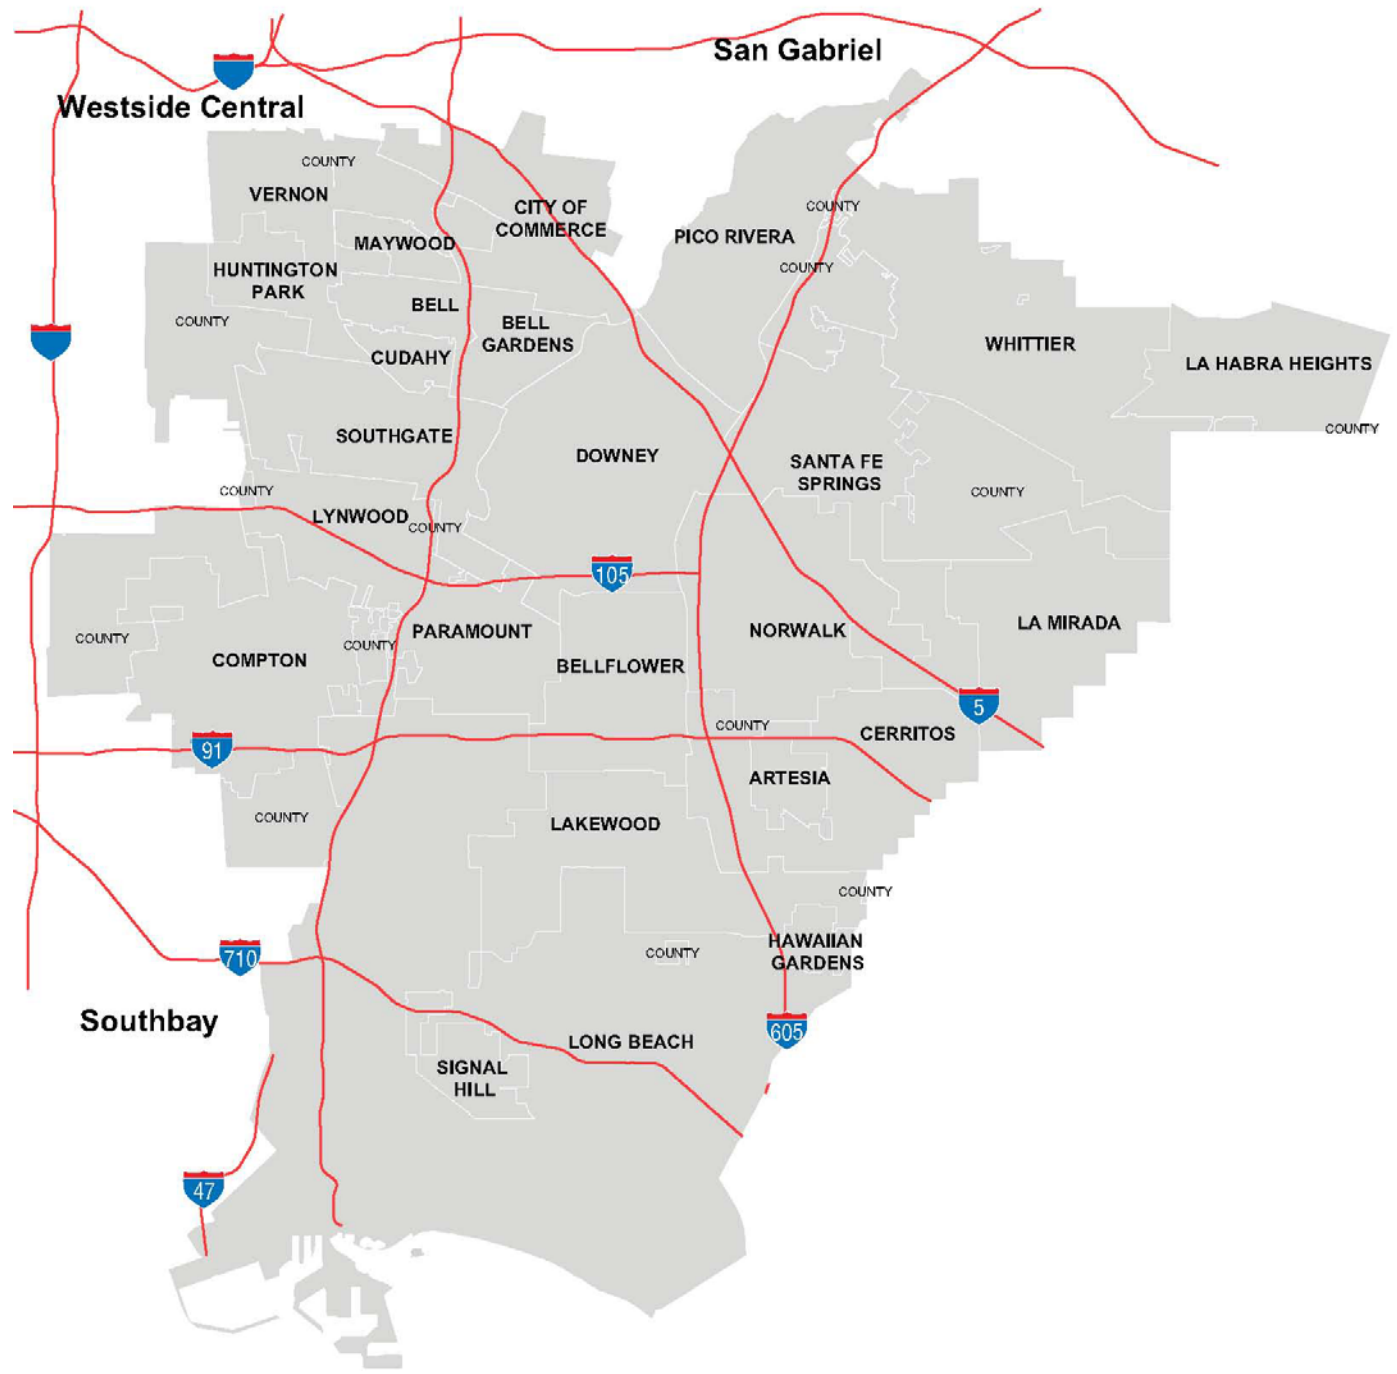 San Gabriel
Westside Central
COUNTY
VERNON
CITY OF
COMMERCE
COUNTY
MAYWOOD
PICO RIVERA
COUNTY
HUNTINGTON
PARK
BELL
COUNTY
BELL
GARDENS
WHITTIER
CUDAHY
LA HABRA HEIGHTS
COUNTY
SOUTHGATE
DOWNEY
SANTA FE
SPRINGS
COUNTY
COUNTY
LYNWOOD
COUNTY
105
COUNTY
COMPTON
COUNTY
PARAMOUNT
BELLFLOWER
NORWALK
LA MIRADA
5
COUNTY
CERRITOS
91
ARTESIA
COUNTY
LAKEWOOD
COUNTY
710
COUNTY
HAWAIIAN
GARDENS
Southbay
605
LONG BEACH
SIGNAL
HILL
47